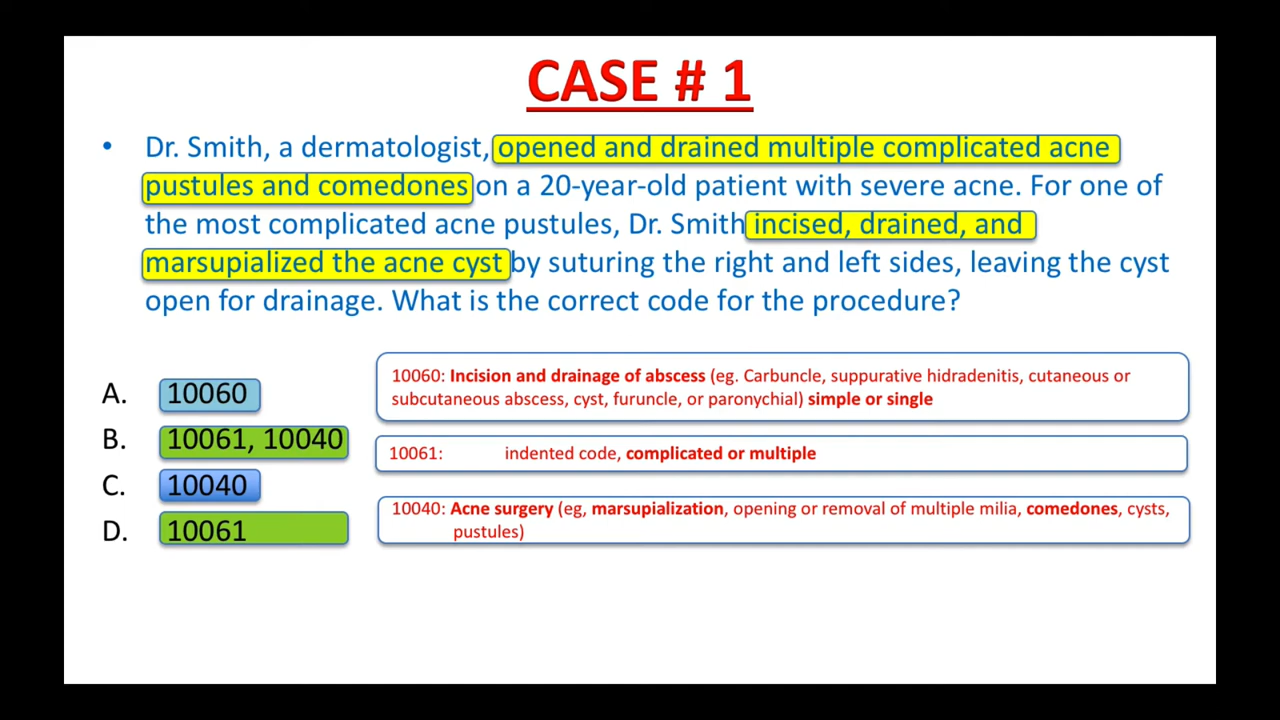 CASE # 1
• Dr. Smith, a dermatologist, opened and drained multiple complicated acne
pustules and comedones on a 20-year-old patient with severe acne. For one of
the most complicated acne pustules, Dr. Smith incised, drained, and
marsupialized the acne cyst by suturing the right and left sides, leaving the cyst
open for drainage. What is the correct code for the procedure?
A. 10060
B. 10061, 10040
C. 10040
D. 10061
10060: Incision and drainage of abscess (eg. Carbuncle, suppurative hidradenitis, cutaneous or
subcutaneous abscess, cyst, furuncle, or paronychial) simple or single
10061: indented code, complicated or multiple
10040: Acne surgery (eg, marsupialization, opening or removal of multiple milia, comedones, cysts,
pustules)